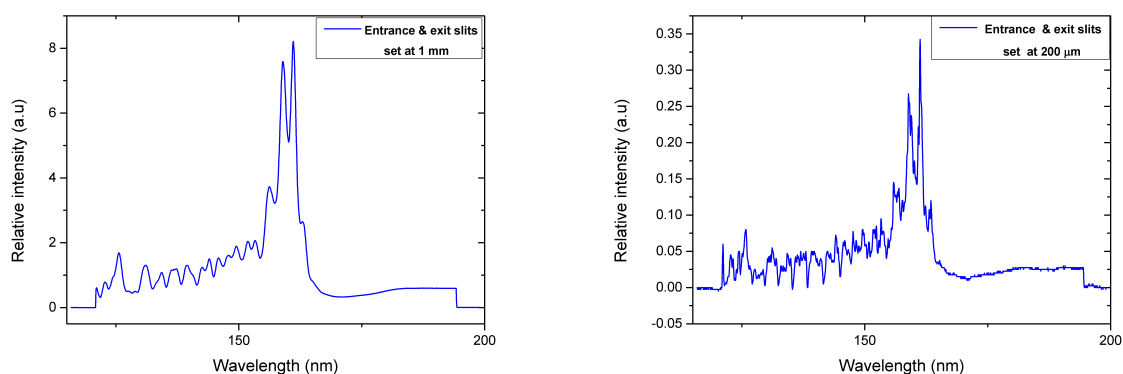 Entrance & exit slits
set at 1 mm
8
6
4
2
0
150
200
Relative intensity (a.u)
Wavelength (nm)
Entrance & exit slits
set at 200 µm
0.35
0.30
0.25
0.20
0.15
0.10
0.05
0.00
-0.05
150
200
Relative intensity (a.u)
Wavelength (nm)